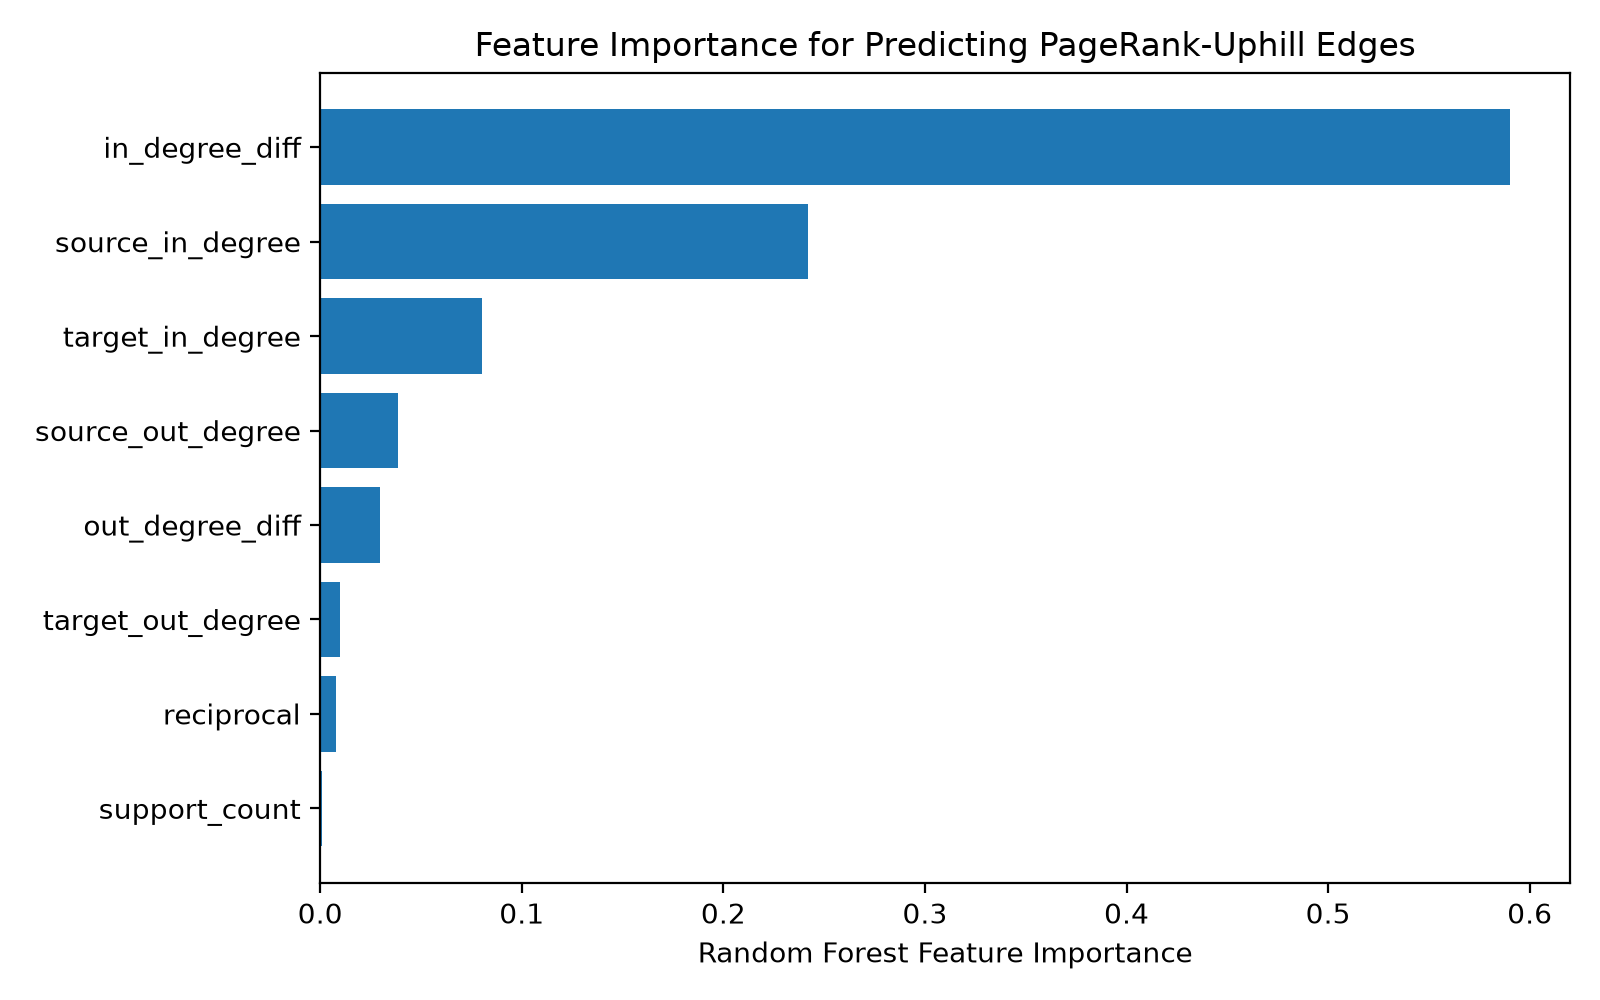 Feature Importance for Predicting PageRank-Uphill Edges
in_degree_diff
source_in_degree
target_in_degree
source_out_degree
out_degree_diff
target_out_degree
reciprocal
support_count
0.0 0.1 0.2 0.3 0.4 0.5 0.6
Random Forest Feature Importance